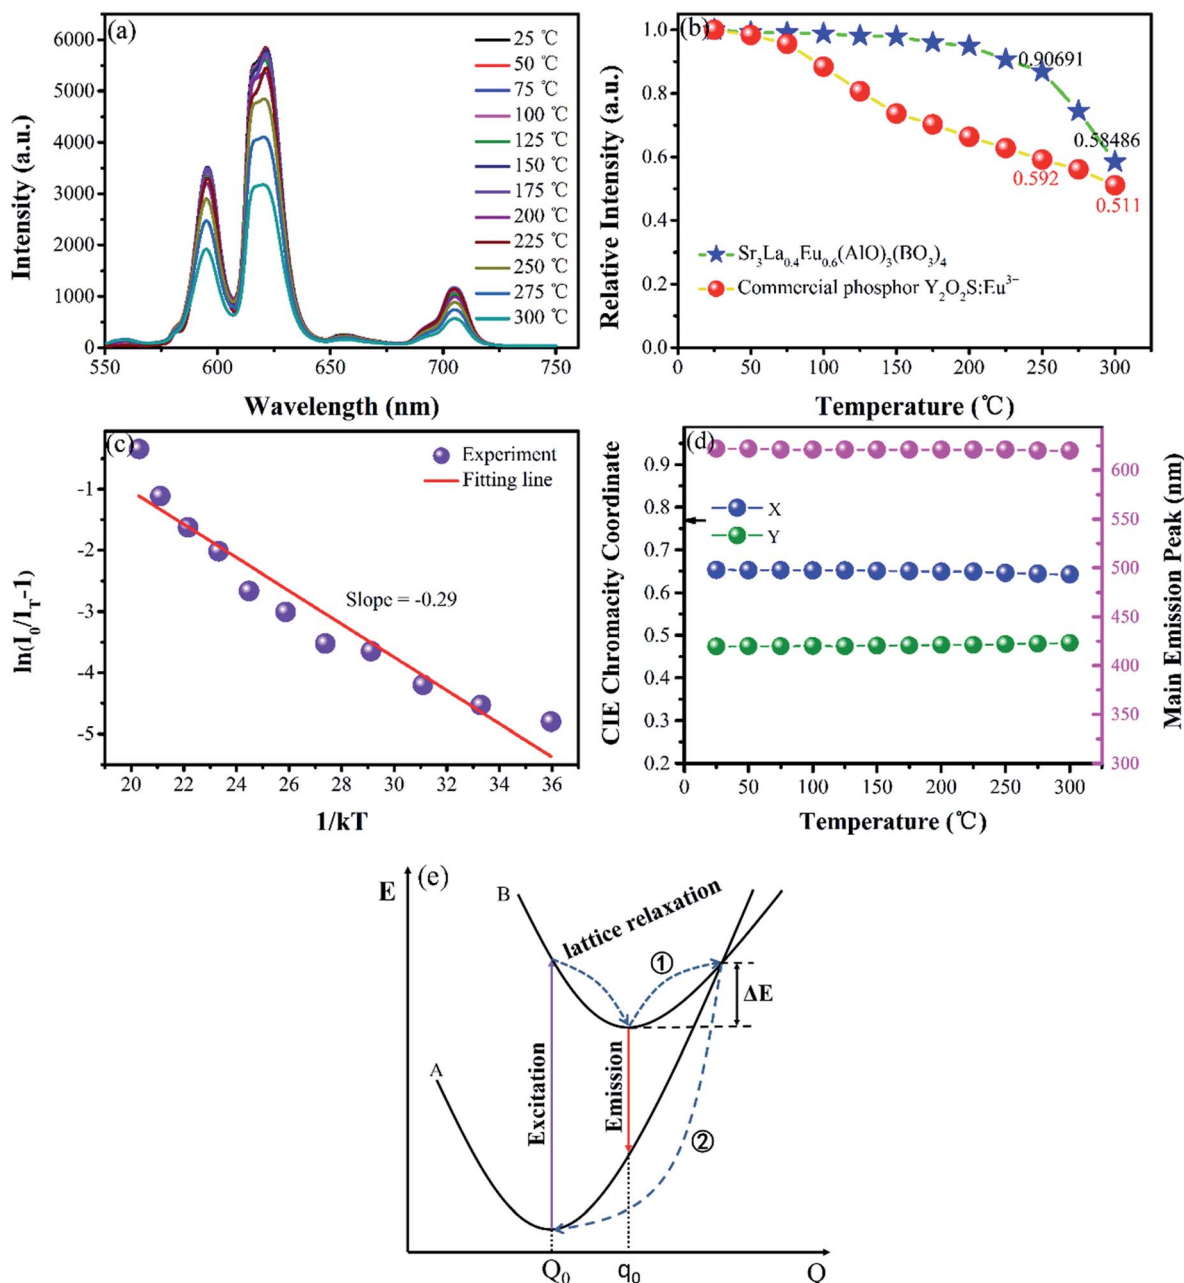 (a)
6000
5000
4000
3000
2000
1000
0
550
600
650
700
750
Intensity (a.u.)
Wavelength (nm)
25 ℃
50 ℃
75 ℃
100 ℃
125 ℃
150 ℃
175 ℃
200 ℃
225 ℃
250 ℃
275 ℃
300 ℃
(b)
1.0
0.8
0.6
0.4
0.2
0.0
0
50
100
150
200
250
300
Relative Intensity (a.u.)
Temperature (℃)
0.90691
0.58486
0.592
0.511
Sr₃La₀.₄Eu₀.₆(AlO)₃(BO₃)₄
Commercial phosphor Y₂O₂S:Eu³⁻
(c)
-1
-2
-3
-4
-5
20
22
24
26
28
30
32
34
36
ln(I₀/I_T-1)
1/kT
Experiment
Fitting line
Slope = -0.29
(d)
0.9
0.8
0.7
0.6
0.5
0.4
0.3
0.2
0
50
100
150
200
250
300
600
550
500
450
400
350
300
CIE Chromacity Coordinate
Main Emission Peak (nm)
Temperature (℃)
X
Y
(e)
E
B
A
lattice relaxation
①
②
ΔE
Excitation
Emission
Q₀
q₀
Q